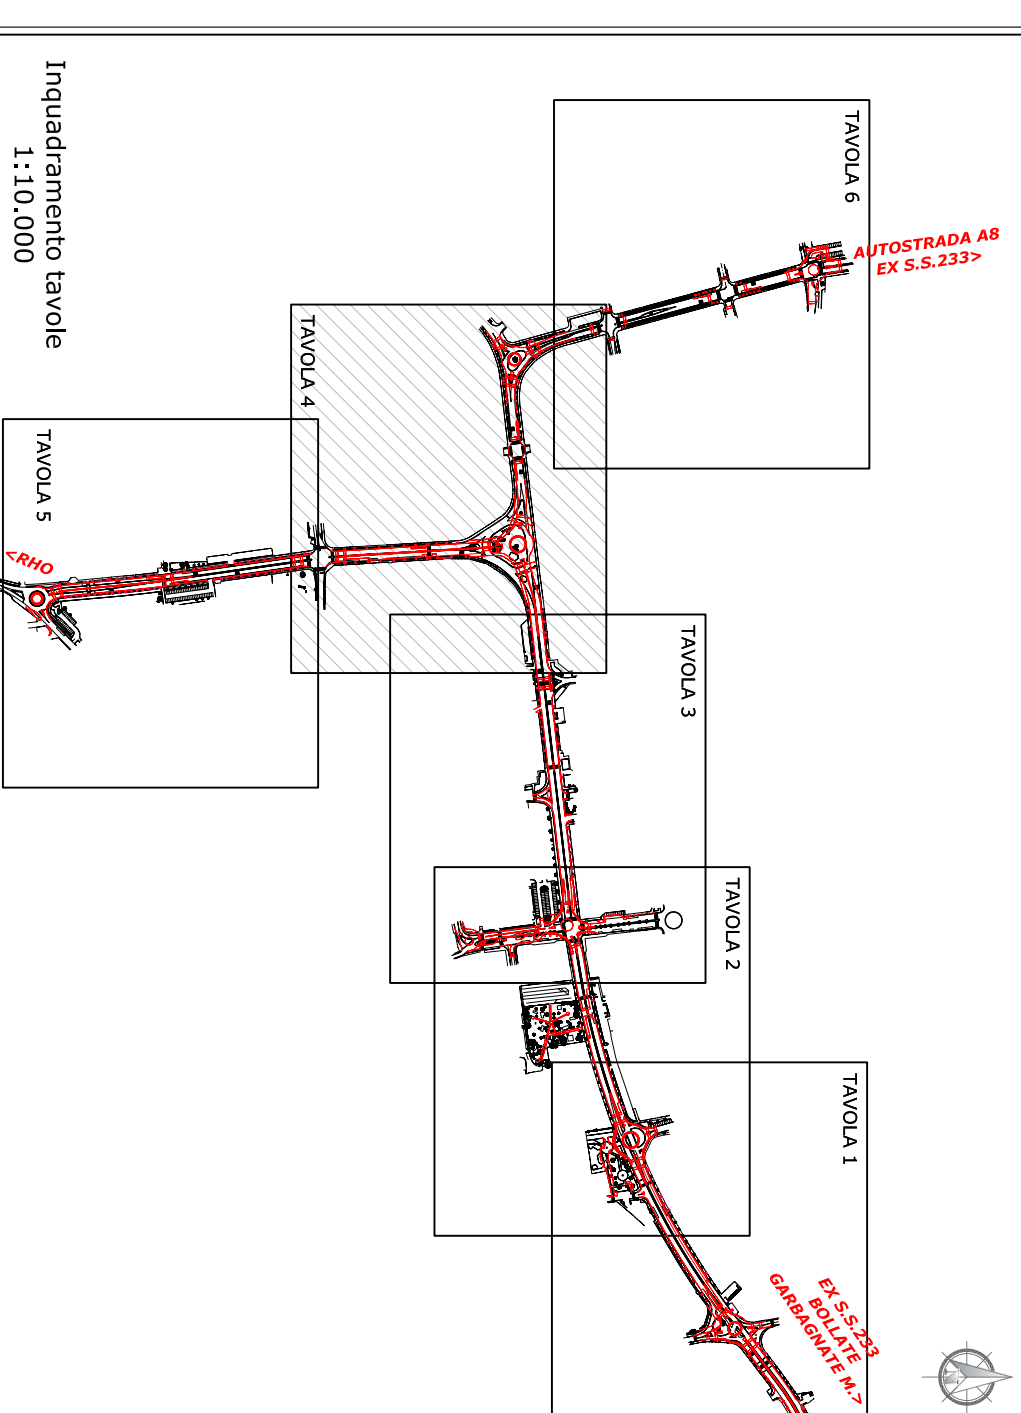 Inquadramento tavole
1:10.000
TAVOLA 6
AUTOSTRADA A8
EX S.S.233>
TAVOLA 4
TAVOLA 5
<RHO
TAVOLA 3
TAVOLA 2
TAVOLA 1
EX S.S.233
BOLLATE
GARBAGNATE M.>